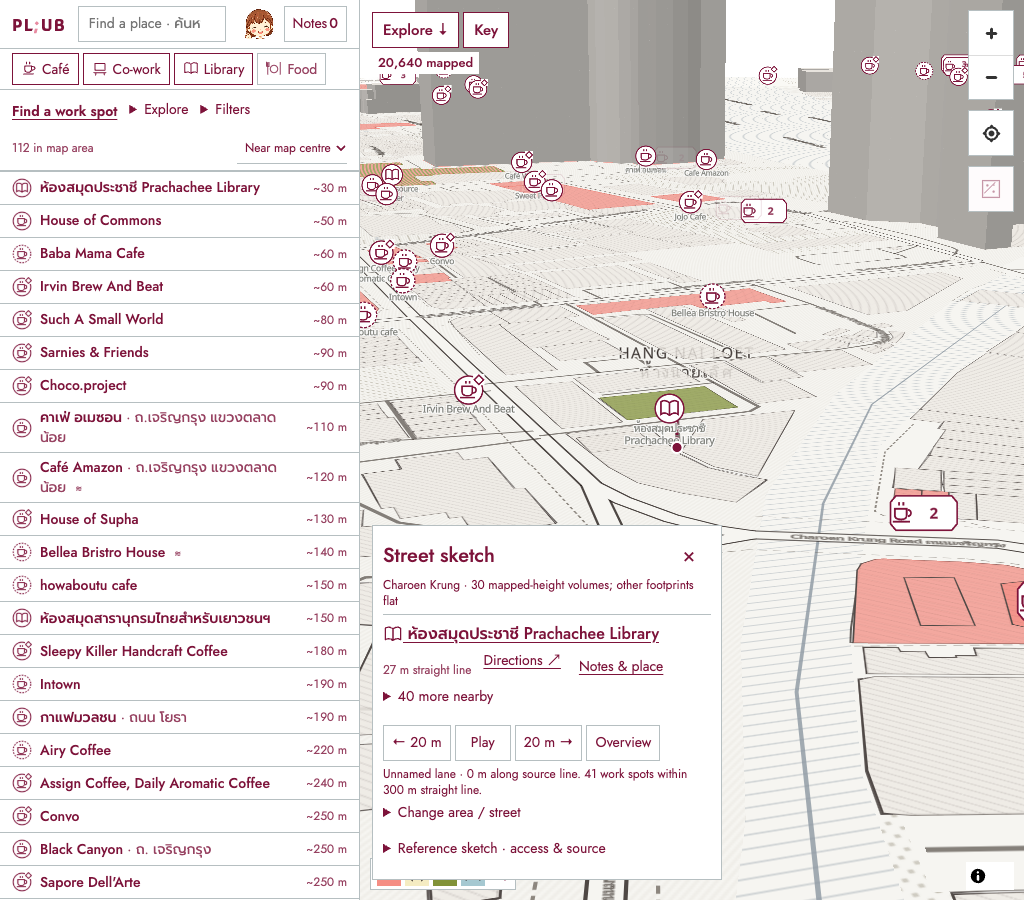 PL;UB
Find a place · ค้นหา
Notes 0
Café
Co-work
Library
Food
Find a work spot
Explore
Filters
112 in map area
Near map centre
ห้องสมุดประชาชี Prachachee Library
~30 m
House of Commons
~50 m
Baba Mama Cafe
~60 m
Irvin Brew And Beat
~60 m
Such A Small World
~80 m
Sarnies & Friends
~90 m
Choco.project
~90 m
คาเฟ่ อเมซอน · ถ.เจริญกรุง แขวงตลาด
น้อย
~110 m
Café Amazon · ถ.เจริญกรุง แขวงตลาด
น้อย ≈
~120 m
House of Supha
~130 m
Bellea Bristro House ≈
~140 m
howaboutu cafe
~150 m
ห้องสมุดสารานุกรมไทยสำหรับเยาวชนฯ
~150 m
Sleepy Killer Handcraft Coffee
~180 m
Intown
~190 m
กาแฟมวลชน · ถนน โยธา
~190 m
Airy Coffee
~220 m
Assign Coffee, Daily Aromatic Coffee
~240 m
Convo
~250 m
Black Canyon · ถ. เจริญกรุง
~250 m
Sapore Dell'Arte
~250 m
Explore ↓
Key
20,640 mapped
+
−
Cafe Amazon
JoJo Cafe
2
Convo
Intown
Bellea Bristro House
HANG NAI LOET
Irvin Brew And Beat
ห้องสมุดประชาชี
Prachachee Library
2
Charoen Krung Road
Street sketch
×
Charoen Krung · 30 mapped-height volumes; other footprints
flat
ห้องสมุดประชาชี Prachachee Library
27 m straight line
Directions ↗
Notes & place
40 more nearby
← 20 m
Play
20 m →
Overview
Unnamed lane · 0 m along source line. 41 work spots within
300 m straight line.
Change area / street
Reference sketch · access & source